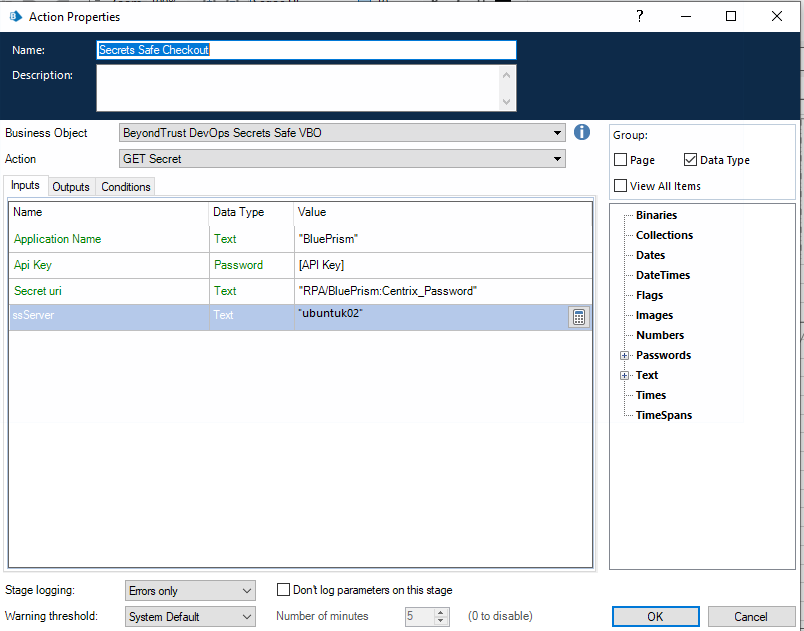 Action Properties
?
Name:
Secrets Safe Checkout
Description:
Business Object
BeyondTrust DevOps Secrets Safe VBO
Action
GET Secret
Inputs
Outputs
Conditions
Name
Data Type
Value
Application Name
Text
"BluePrism"
Api Key
Password
[API Key]
Secret uri
Text
"RPA/BluePrism:Centrix_Password"
ssServer
Text
"ubuntuk02"
Group:
Page
Data Type
View All Items
Binaries
Collections
Dates
DateTimes
Flags
Images
Numbers
Passwords
Text
Times
TimeSpans
Stage logging:
Errors only
Don't log parameters on this stage
Warning threshold:
System Default
Number of minutes
5
(0 to disable)
OK
Cancel